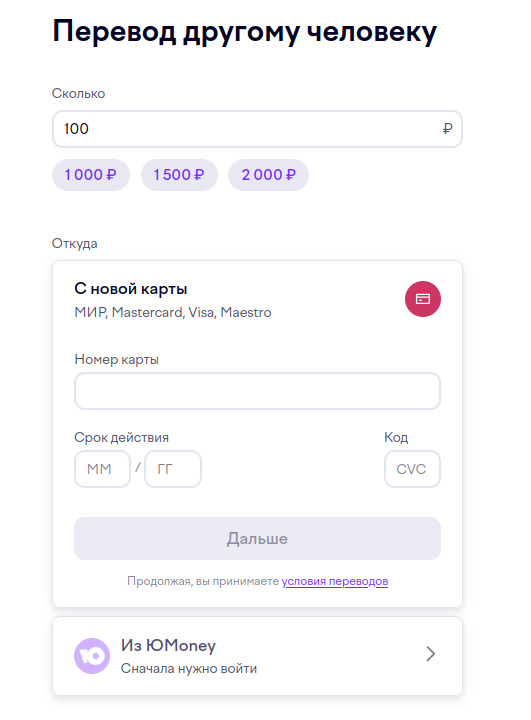 Перевод другому человеку
Сколько
100 ₽
1 000 ₽ 1 500 ₽ 2 000 ₽
Откуда
С новой карты
МИР, Mastercard, Visa, Maestro
Номер карты
Срок действия Код
ММ / ГГ CVC
Дальше
Продолжая, вы принимаете условия переводов
Ю Из ЮMoney
Сначала нужно войти